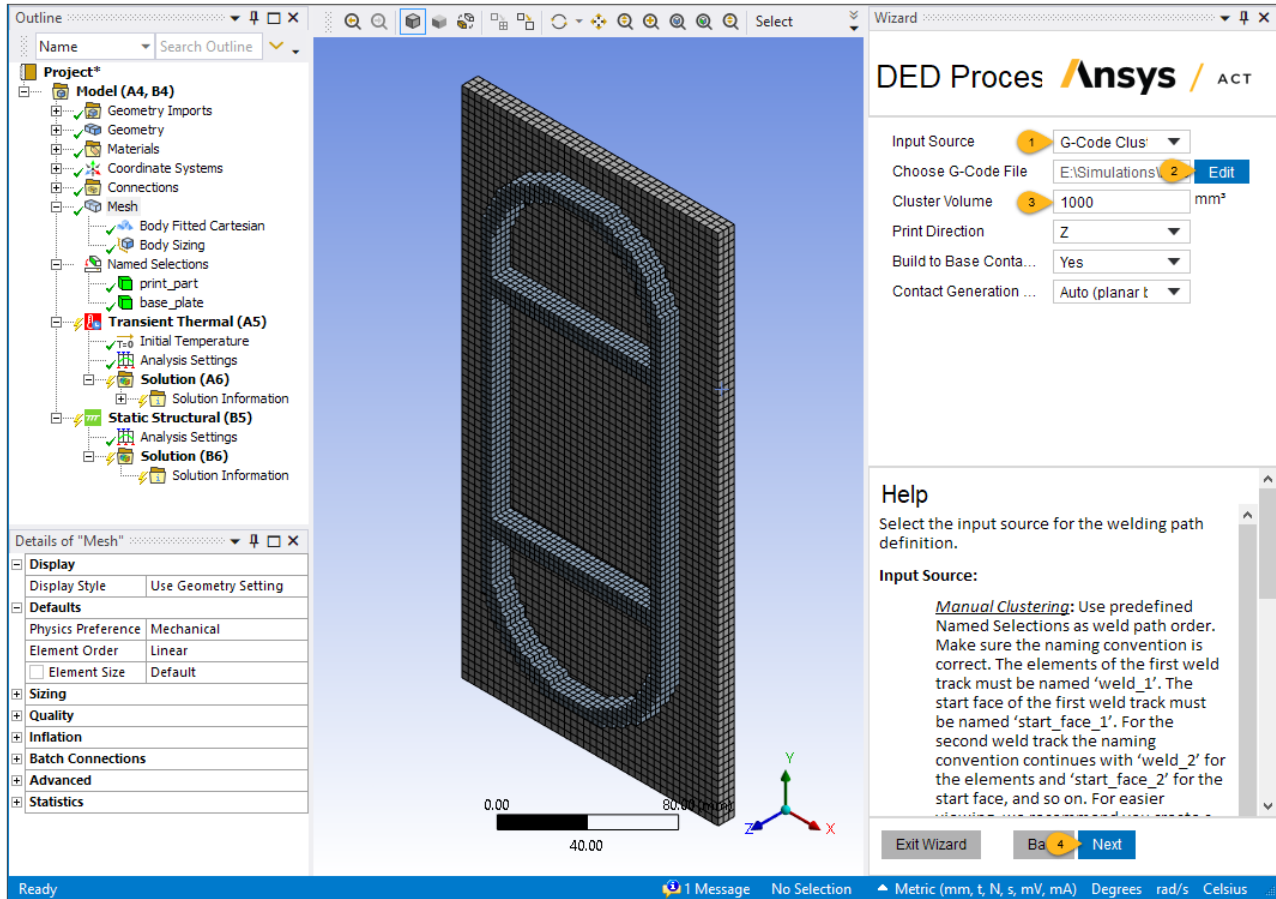 Outline
Name
Search Outline
Project*
Model (A4, B4)
Geometry Imports
Geometry
Materials
Coordinate Systems
Connections
Mesh
Body Fitted Cartesian
Body Sizing
Named Selections
print_part
base_plate
Transient Thermal (A5)
T=0 Initial Temperature
Analysis Settings
Solution (A6)
Solution Information
Static Structural (B5)
Analysis Settings
Solution (B6)
Solution Information
Details of "Mesh"
Display
Display Style Use Geometry Setting
Defaults
Physics Preference Mechanical
Element Order Linear
Element Size Default
Sizing
Quality
Inflation
Batch Connections
Advanced
Statistics
Select
0.00 80.00 (mm)
40.00
Y
Z X
Wizard
DED Proces Ansys / ACT
Input Source 1 G-Code Clus
Choose G-Code File E:\Simulations\ 2 Edit
Cluster Volume 3 1000 mm³
Print Direction Z
Build to Base Conta... Yes
Contact Generation ... Auto (planar b
Help
Select the input source for the welding path
definition.
Input Source:
Manual Clustering: Use predefined
Named Selections as weld path order.
Make sure the naming convention is
correct. The elements of the first weld
track must be named ‘weld_1’. The
start face of the first weld track must
be named ‘start_face_1’. For the
second weld track the naming
convention continues with ‘weld_2’ for
the elements and ‘start_face_2’ for the
start face, and so on. For easier
viewing, we recommend you create a
Exit Wizard Ba 4 Next
Ready 1 Message No Selection Metric (mm, t, N, s, mV, mA) Degrees rad/s Celsius